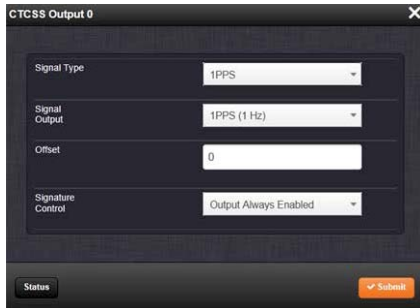 CTCSS Output 0
Signal Type
1PPS
Signal
Output
1PPS (1 Hz)
Offset
0
Signature
Control
Output Always Enabled
Status
Submit